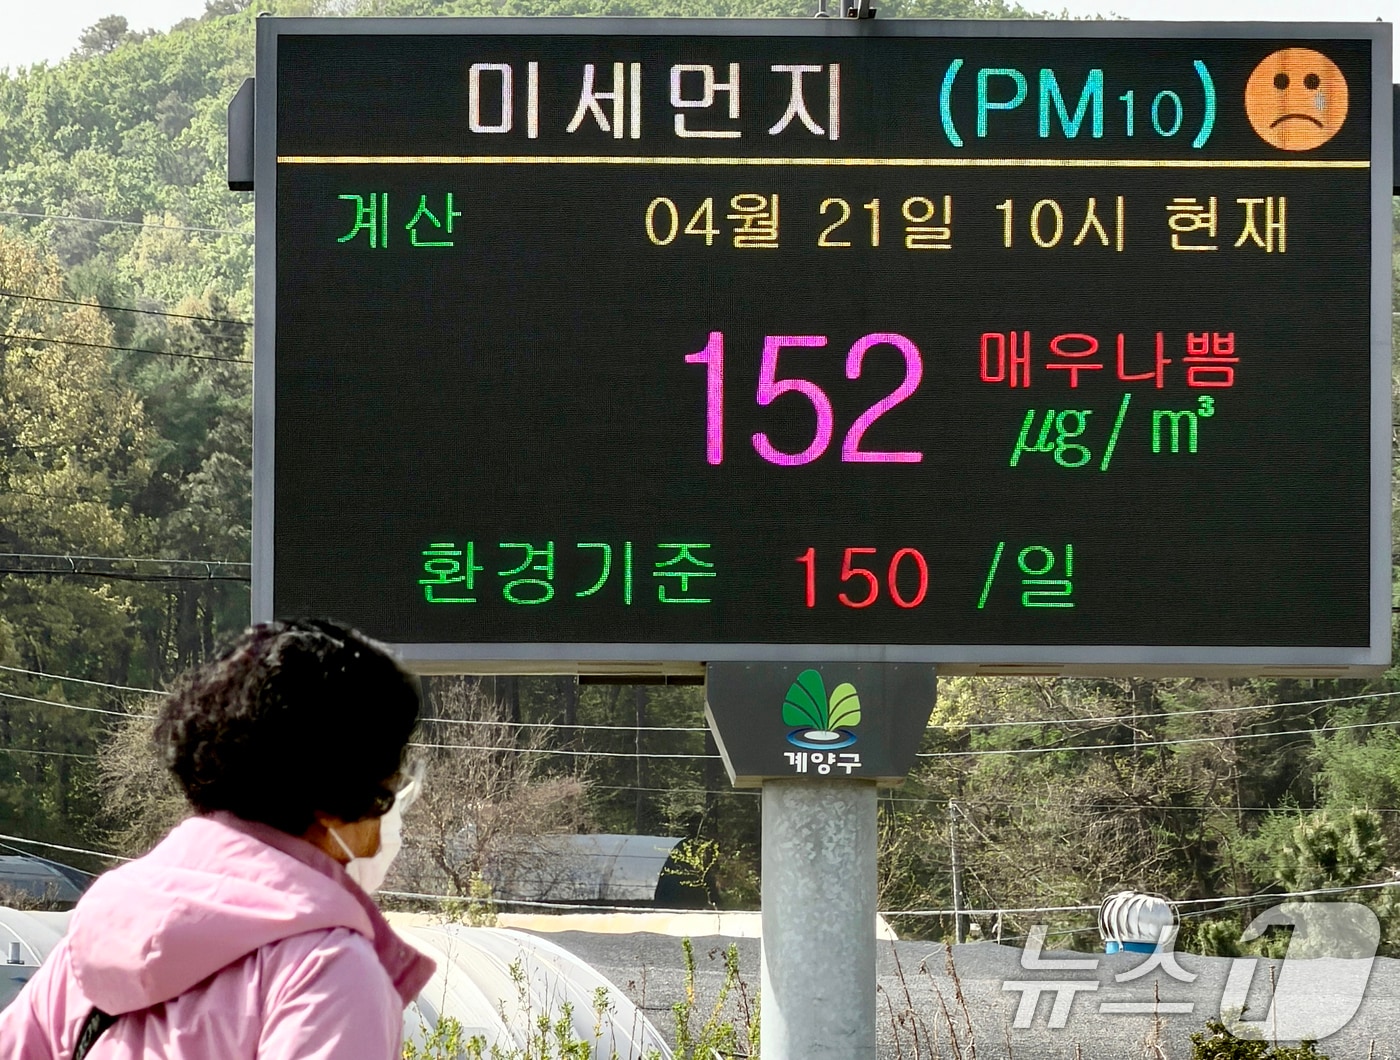 미세먼지 (PM10)
계산 04월 21일 10시 현재
152 매우나쁨
㎍/㎥
환경기준 150 /일
계양구
뉴스1